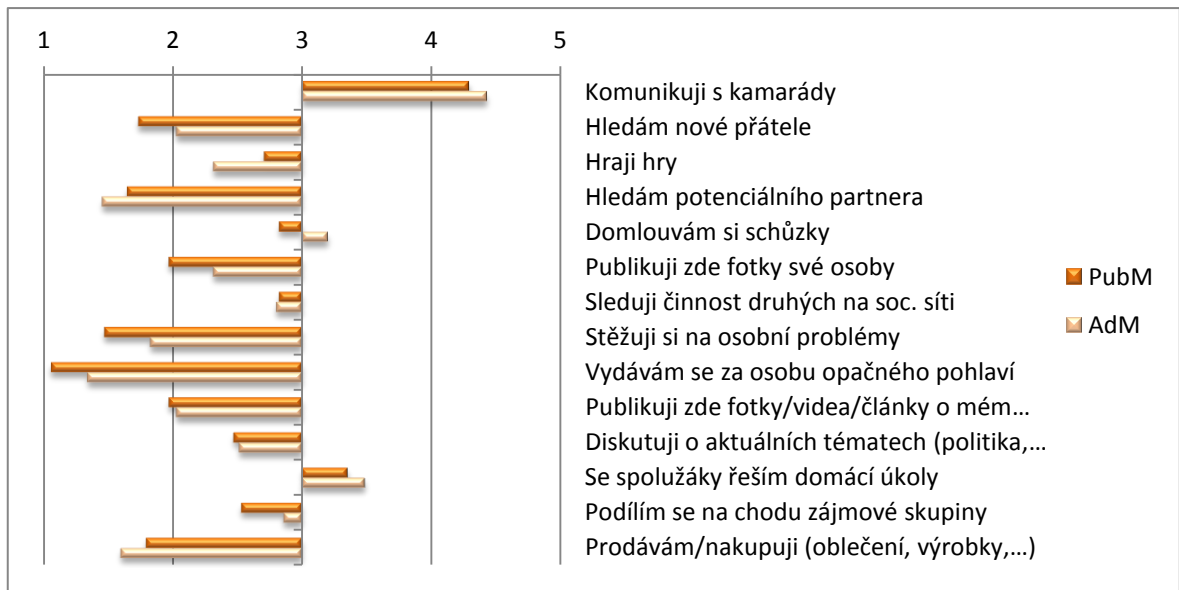 1 2 3 4 5
Komunikuji s kamarády
Hledám nové přátele
Hraji hry
Hledám potenciálního partnera
Domlouvám si schůzky
Publikuji zde fotky své osoby
Sleduji činnost druhých na soc. síti
Stěžuji si na osobní problémy
Vydávám se za osobu opačného pohlaví
Publikuji zde fotky/videa/články o mém...
Diskutuji o aktuálních tématech (politika,...
Se spolužáky řeším domácí úkoly
Podílím se na chodu zájmové skupiny
Prodávám/nakupuji (oblečení, výrobky,...)
PubM
AdM